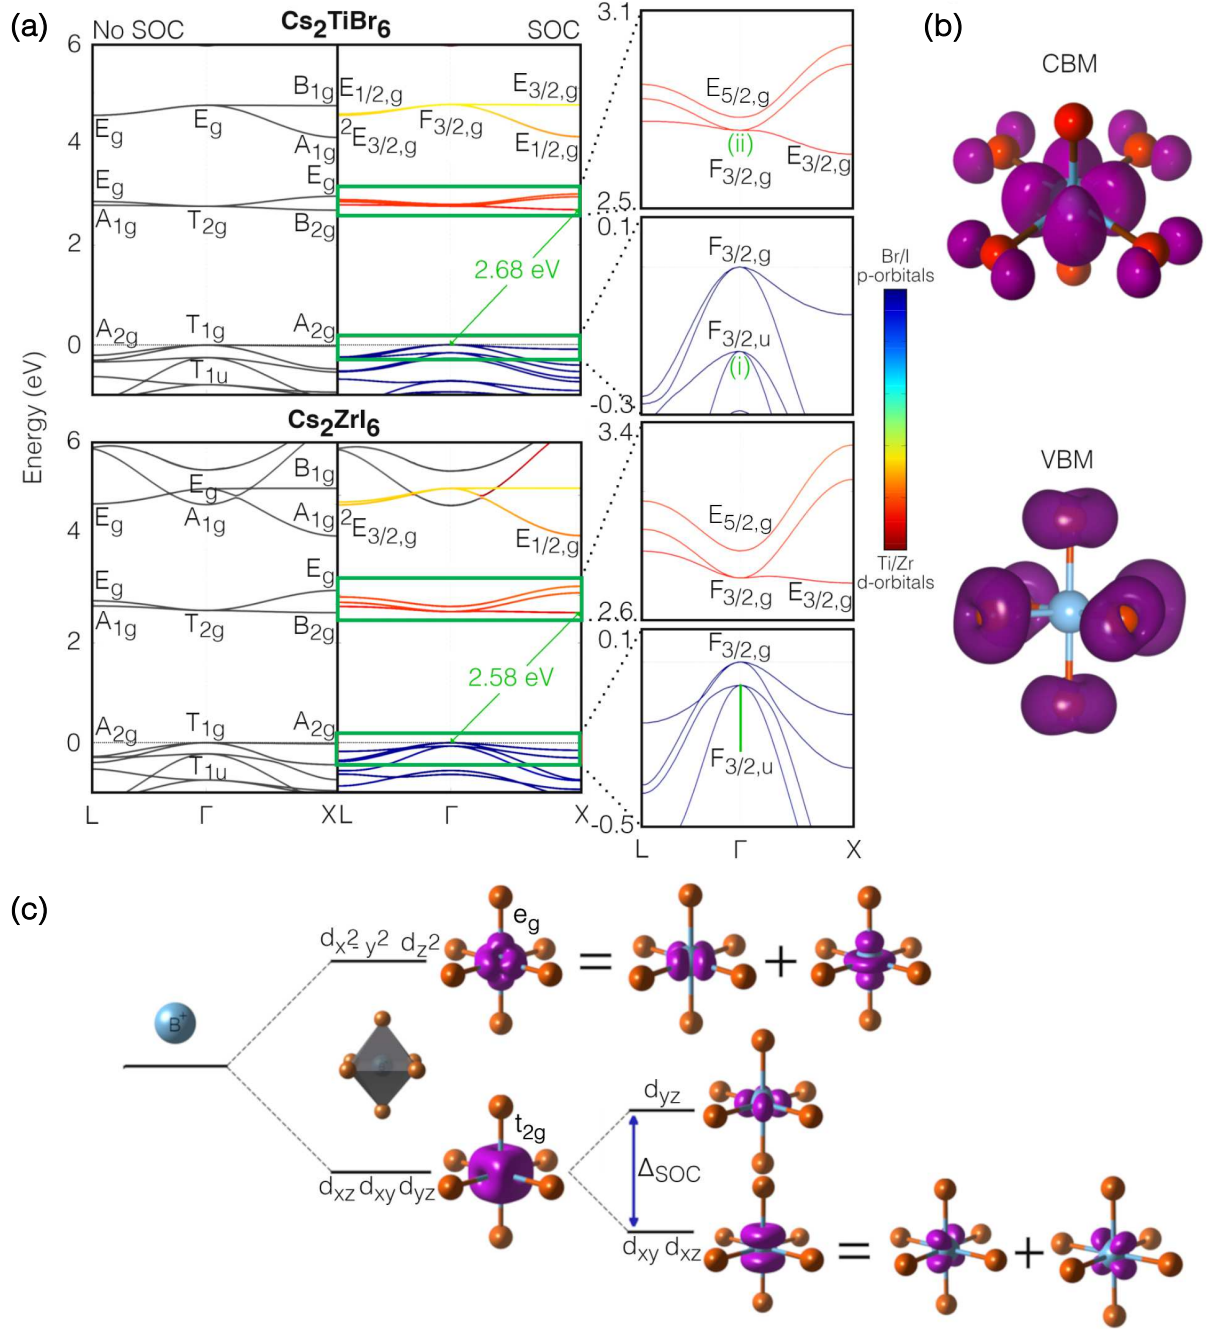 (a)
No SOC
Cs2TiBr6
SOC
6
4
2
0
B1g
Eg
Eg
A1g
Eg
Eg
A1g
T2g
B2g
A2g
T1g
A2g
T1u
E1/2,g
E3/2,g
F3/2,g
2E3/2,g
E1/2,g
2.68 eV
3.1
E5/2,g
(ii)
E3/2,g
F3/2,g
2.5
0.1
F3/2,g
F3/2,u
(i)
-0.3
Energy (eV)
Cs2ZrI6
6
4
2
0
B1g
Eg
Eg
A1g
A1g
Eg
Eg
A1g
T2g
B2g
A2g
T1g
A2g
T1u
2E3/2,g
E1/2,g
2.58 eV
L
Γ
X
L
Γ
X
3.4
E5/2,g
F3/2,g
E3/2,g
2.6
0.1
F3/2,g
F3/2,u
-0.5
L
Γ
X
Br/I
p-orbitals
Ti/Zr
d-orbitals
(b)
CBM
VBM
(c)
B+
dx2-y2 dz2
eg
=
+
t2g
dxz dxy dyz
dyz
ΔSOC
dxy dxz
=
+